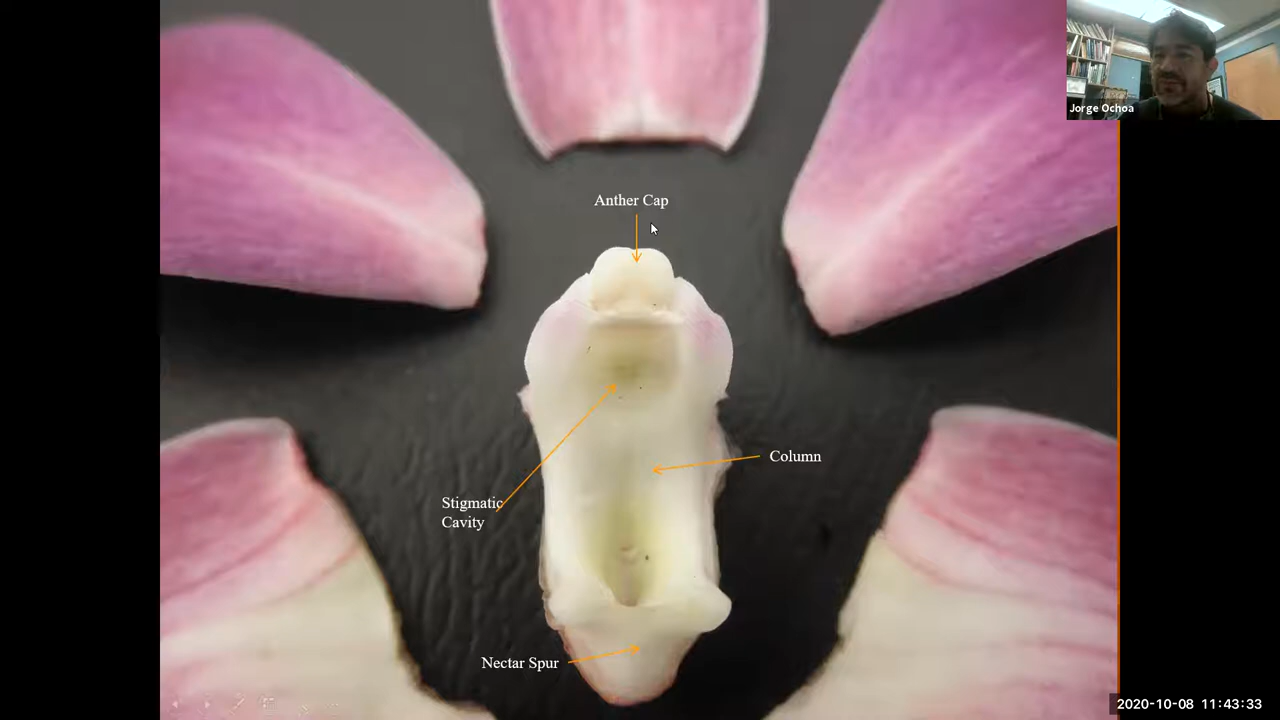 Jorge Ochoa
Anther Cap
Column
Stigmatic
Cavity
Nectar Spur
2020-10-08 11:43:33